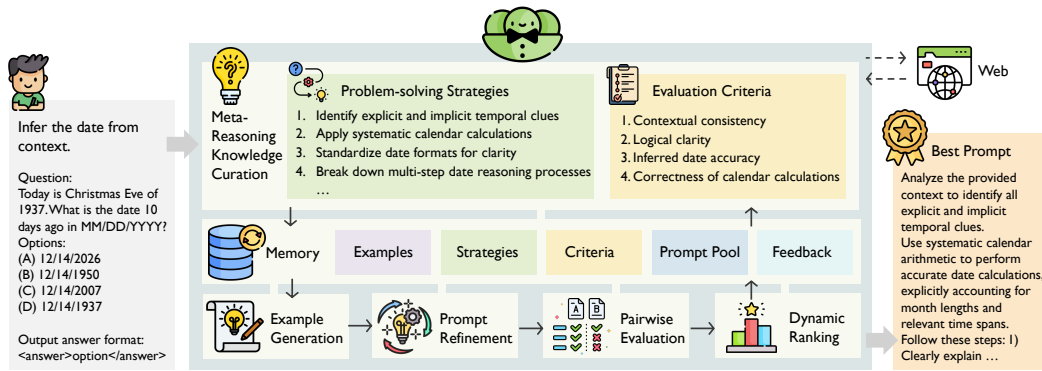 Infer the date from
context.
Question:
Today is Christmas Eve of
1937. What is the date 10
days ago in MM/DD/YYYY?
Options:
(A) 12/14/2026
(B) 12/14/1950
(C) 12/14/2007
(D) 12/14/1937
Output answer format:
<answer>option</answer>
Meta-
Reasoning
Knowledge
Curation
Problem-solving Strategies
1. Identify explicit and implicit temporal clues
2. Apply systematic calendar calculations
3. Standardize date formats for clarity
4. Break down multi-step date reasoning processes
…
Evaluation Criteria
1. Contextual consistency
2. Logical clarity
3. Inferred date accuracy
4. Correctness of calendar calculations
Web
Memory
Examples
Strategies
Criteria
Prompt Pool
Feedback
Example
Generation
Prompt
Refinement
A B
Pairwise
Evaluation
Dynamic
Ranking
Best Prompt
Analyze the provided
context to identify all
explicit and implicit
temporal clues.
Use systematic calendar
arithmetic to perform
accurate date calculations,
explicitly accounting for
month lengths and
relevant time spans.
Follow these steps: 1)
Clearly explain …